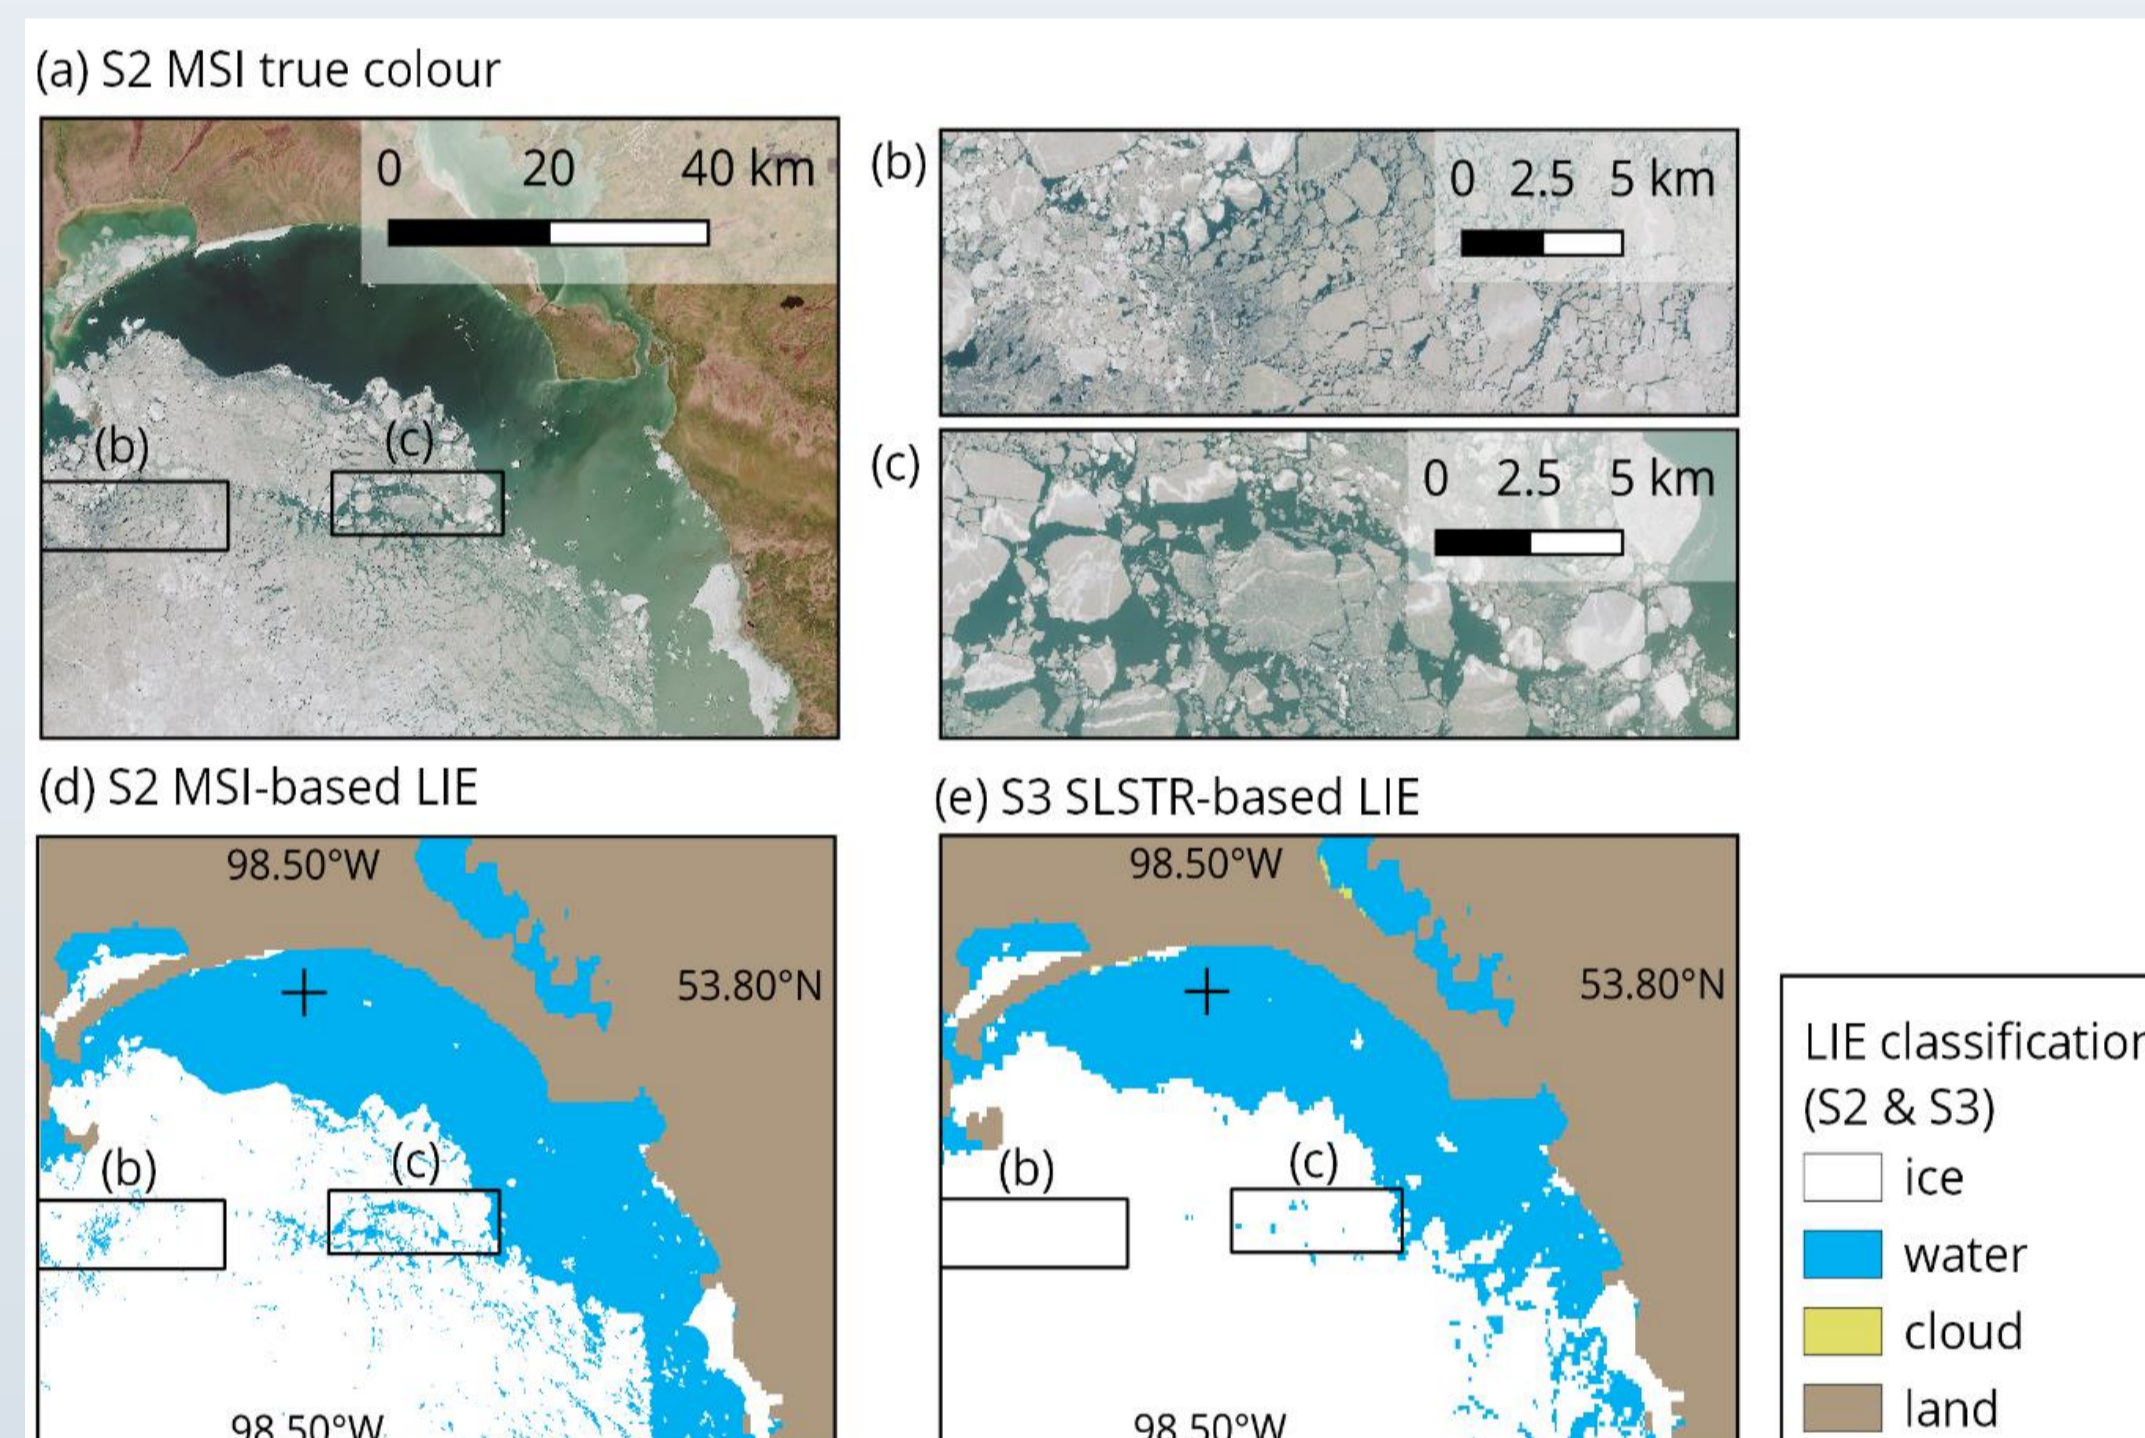 (a) S2 MSI true colour
0 20 40 km
(b)
(c)
(b)
0 2.5 5 km
(c)
0 2.5 5 km
(d) S2 MSI-based LIE
98.50°W
53.80°N
(b)
(c)
98.50°W
(e) S3 SLSTR-based LIE
98.50°W
53.80°N
(b)
(c)
98.50°W
LIE classification
(S2 & S3)
ice
water
cloud
land